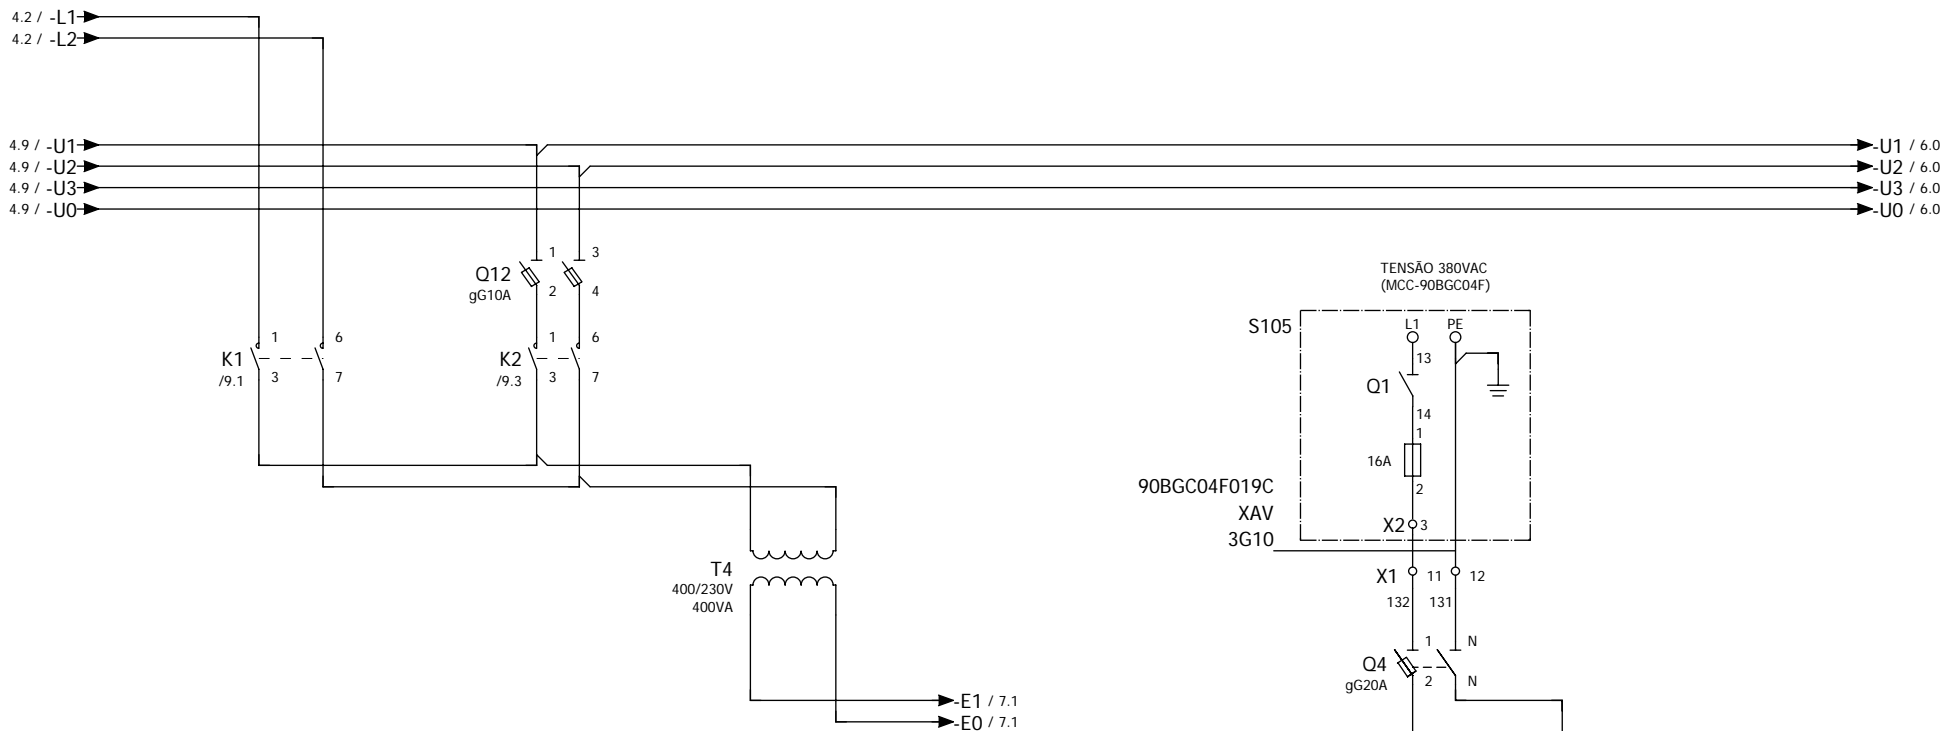 4.2 / -L1
4.2 / -L2
4.9 / -U1
4.9 / -U2
4.9 / -U3
4.9 / -U0
-U1 / 6.0
-U2 / 6.0
-U3 / 6.0
-U0 / 6.0
Q12
gG10A
1
2
3
4
K1
/9.1
1
3
6
7
K2
/9.3
1
3
6
7
T4
400/230V
400VA
-E1 / 7.1
-E0 / 7.1
TENSÃO 380VAC
(MCC-90BGC04F)
S105
L1
PE
13
Q1
14
1
16A
2
X2
3
90BGC04F019C
XAV
3G10
X1
11
12
132
131
Q4
gG20A
1
2
N
N